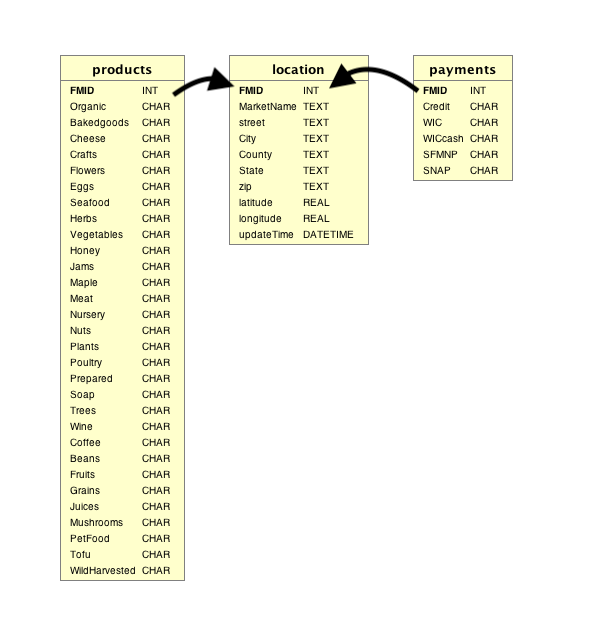 products
FMID INT
Organic CHAR
Bakedgoods CHAR
Cheese CHAR
Crafts CHAR
Flowers CHAR
Eggs CHAR
Seafood CHAR
Herbs CHAR
Vegetables CHAR
Honey CHAR
Jams CHAR
Maple CHAR
Meat CHAR
Nursery CHAR
Nuts CHAR
Plants CHAR
Poultry CHAR
Prepared CHAR
Soap CHAR
Trees CHAR
Wine CHAR
Coffee CHAR
Beans CHAR
Fruits CHAR
Grains CHAR
Juices CHAR
Mushrooms CHAR
PetFood CHAR
Tofu CHAR
WildHarvested CHAR
location
FMID INT
MarketName TEXT
street TEXT
City TEXT
County TEXT
State TEXT
zip TEXT
latitude REAL
longitude REAL
updateTime DATETIME
payments
FMID INT
Credit CHAR
WIC CHAR
WICcash CHAR
SFMNP CHAR
SNAP CHAR